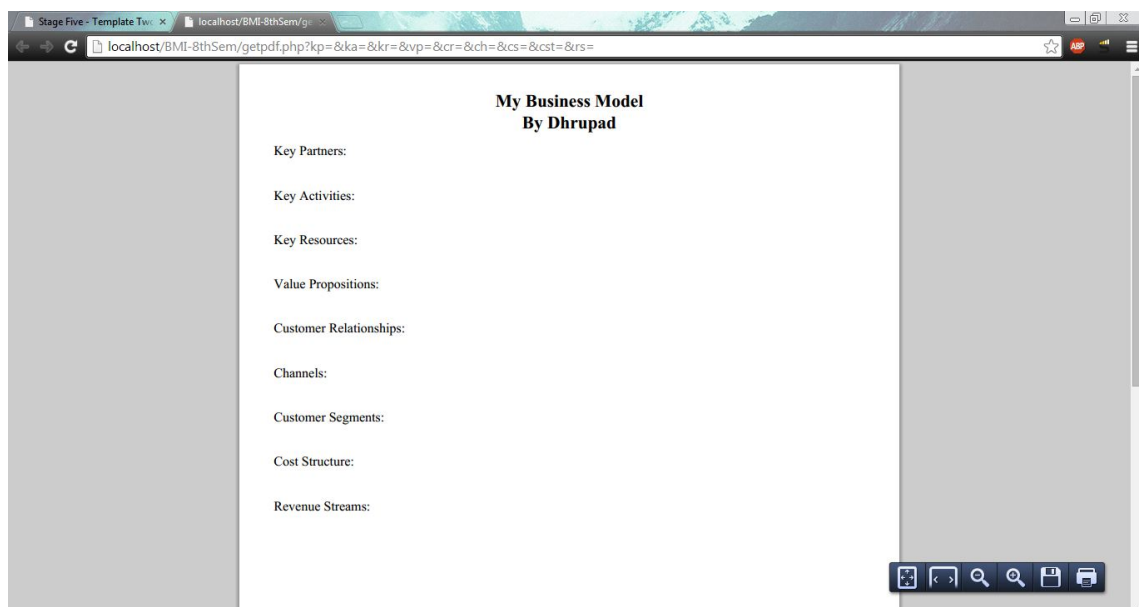 Stage Five - Template Two
localhost/BMI-8thSem/ge
localhost/BMI-8thSem/getpdf.php?kp=&ka=&kr=&vp=&cr=&ch=&cs=&cst=&rs=
ABP
My Business Model
By Dhrupad
Key Partners:
Key Activities:
Key Resources:
Value Propositions:
Customer Relationships:
Channels:
Customer Segments:
Cost Structure:
Revenue Streams: